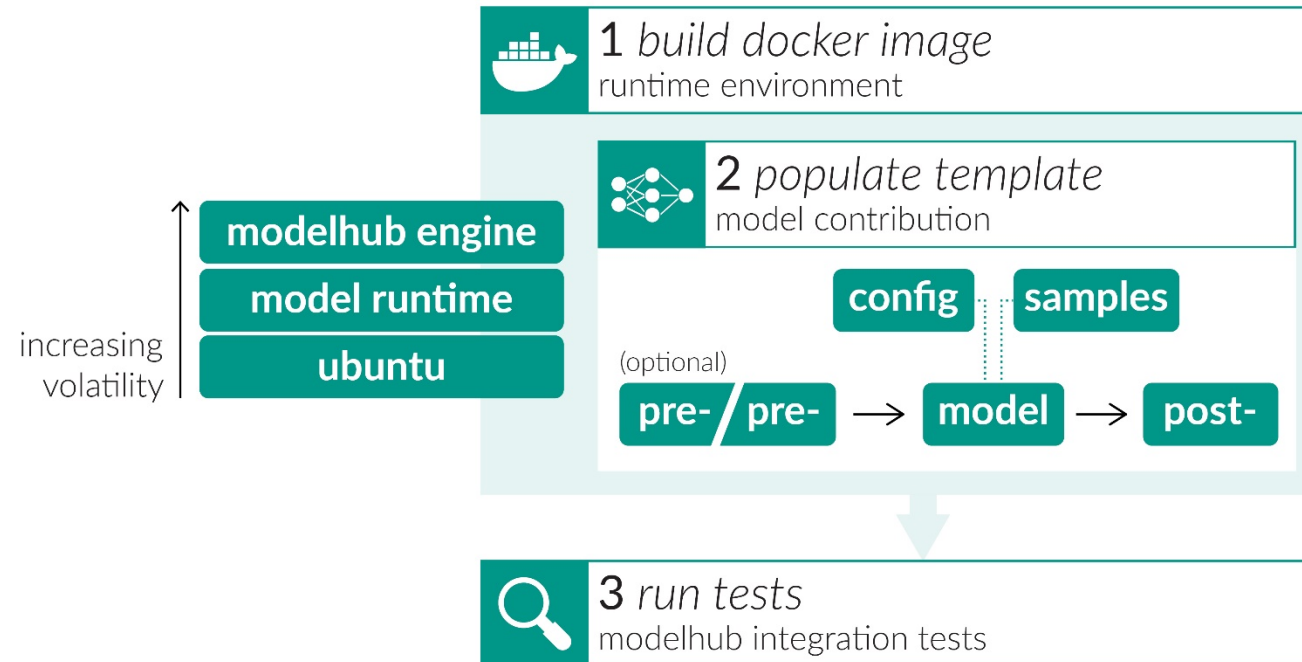 1 build docker image
runtime environment
2 populate template
model contribution
modelhub engine
model runtime
ubuntu
increasing
volatility
config
samples
(optional)
pre- / pre-
model
post-
3 run tests
modelhub integration tests